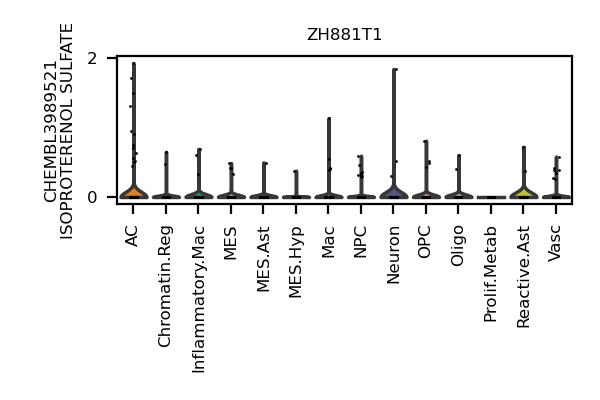 ZH881T1
CHEMBL3989521
ISOPROTERENOL SULFATE
2
0
AC
Chromatin.Reg
Inflammatory.Mac
MES
MES.Ast
MES.Hyp
Mac
NPC
Neuron
OPC
Oligo
Prolif.Metab
Reactive.Ast
Vasc